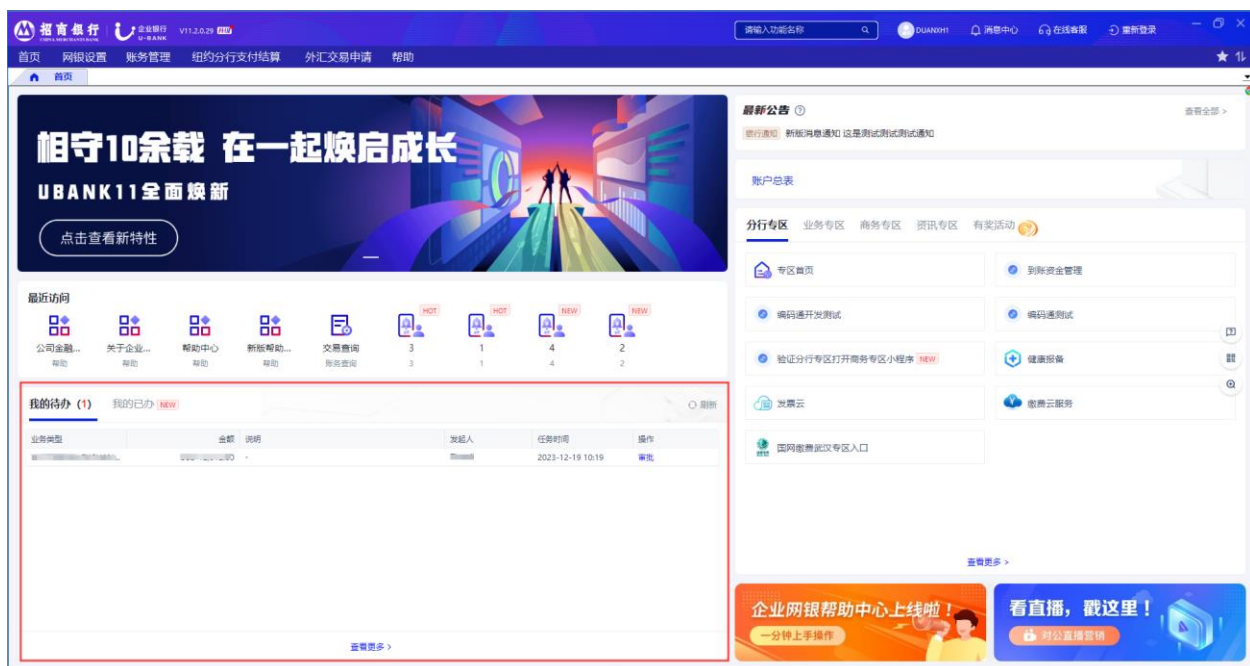 招商银行 企业银行 U-BANK V11.2.0.29 请输入功能名称 DUANXH1 消息中心 在线客服 重新登录
首页 网银设置 账务管理 纽约分行支付结算 外汇交易申请 帮助
首页
相守10余载 在一起焕启成长
UBANK11全面焕新
点击查看新特性
最近访问
HOT HOT NEW NEW
公司金融... 关于企业... 帮助中心 新版帮助... 交易查询 3 1 4 2
帮助 帮助 帮助 帮助 账务查询 3 1 4 2
我的待办 (1) 我的已办 NEW 刷新
业务类型 金额 说明 发起人 任务时间 操作
- 2023-12-19 10:19 审批
查看更多 >
最新公告 查看全部 >
银行通知 新版消息通知 这是测试测试测试通知
账户总表
分行专区 业务专区 商务专区 资讯专区 有奖活动
专区首页 到账资金管理
编码通开发测试 编码通测试
验证分行专区打开商务专区小程序 NEW 健康报备
发票云 缴费云服务
国网缴费武汉专区入口
查看更多 >
企业网银帮助中心上线啦！
一分钟上手操作
看直播，戳这里！
对公直播营销